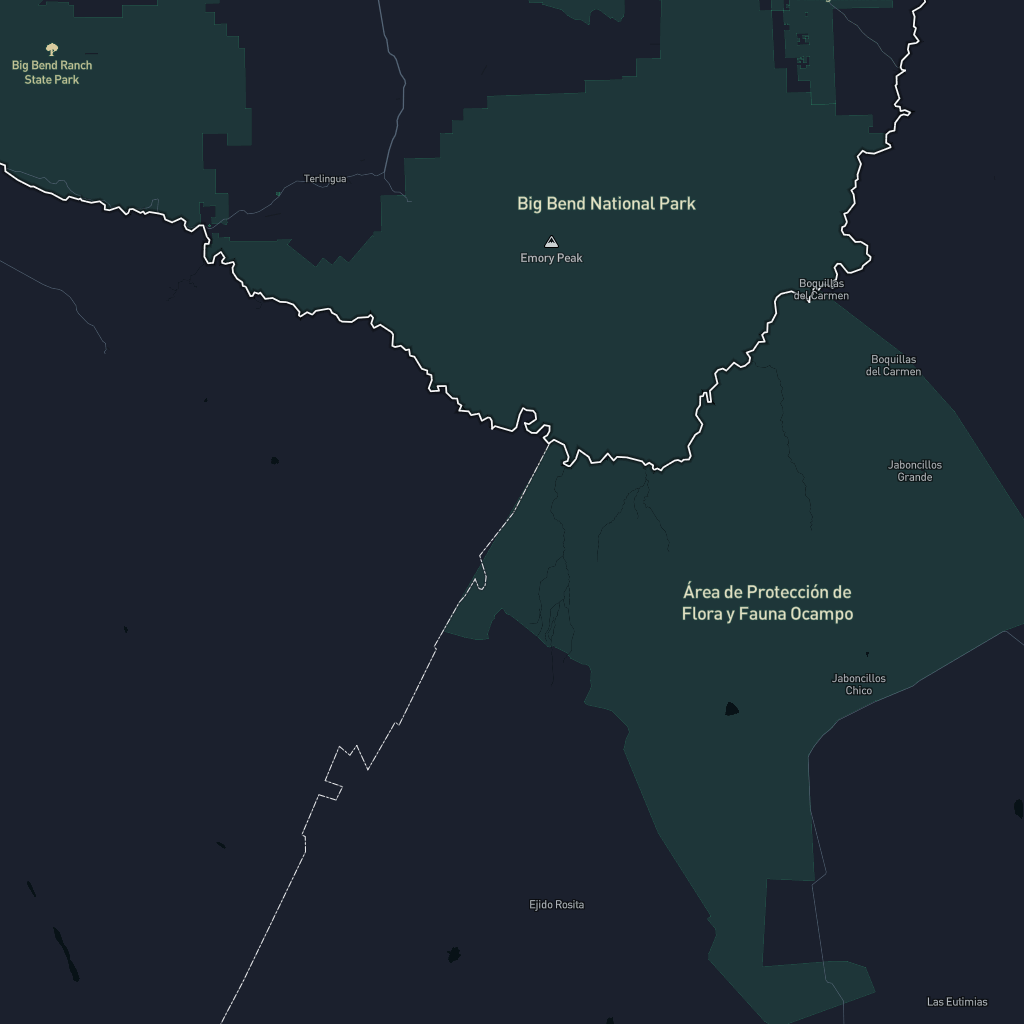 Big Bend Ranch
State Park
Terlingua
Big Bend National Park
Emory Peak
Boquillas
del Carmen
Boquillas
del Carmen
Jaboncillos
Grande
Área de Protección de
Flora y Fauna Ocampo
Jaboncillos
Chico
Ejido Rosita
Las Eutimias